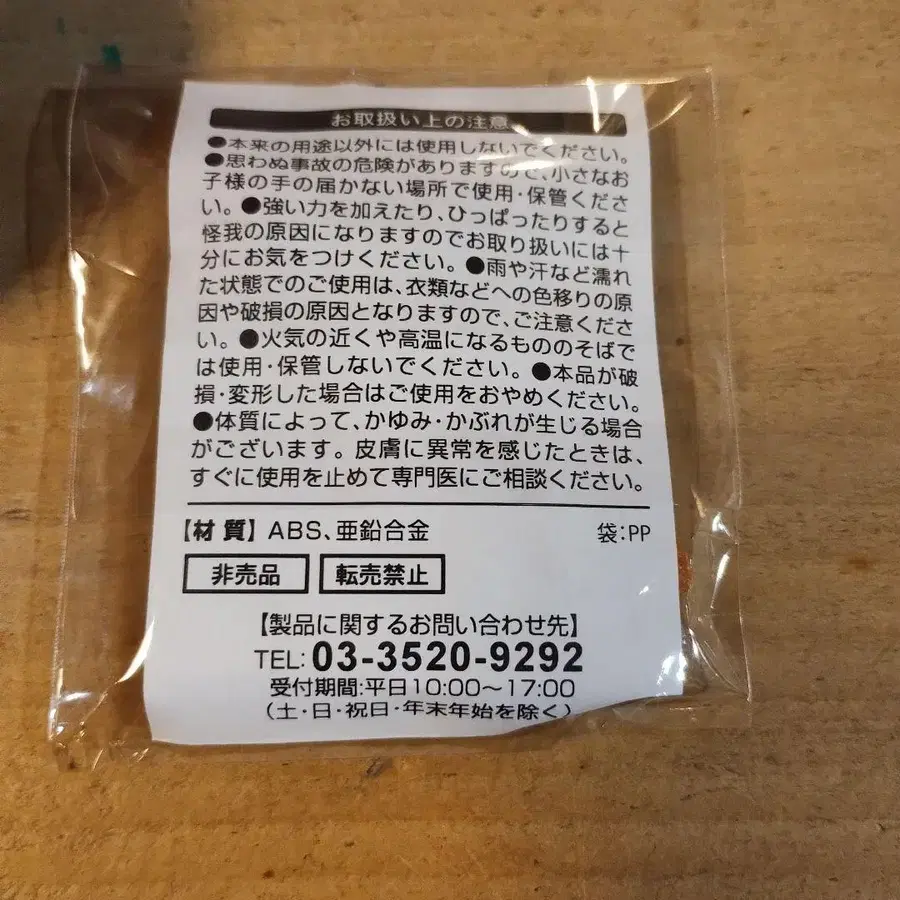 お取扱い上の注意
●本来の用途以外には使用しないでください。
●思わぬ事故の危険がありますので、小さなお
子様の手の届かない場所で使用・保管くださ
い。●強い力を加えたり、ひっぱったりすると
怪我の原因になりますのでお取り扱いには十
分にお気をつけください。●雨や汗など濡れ
た状態でのご使用は、衣類などへの色移りの原
因や破損の原因となりますので、ご注意くださ
い。●火気の近くや高温になるもののそばで
は使用・保管しないでください。●本品が破
損・変形した場合はご使用をおやめください。
●体質によって、かゆみ・かぶれが生じる場合
がございます。皮膚に異常を感じたときは、
すぐに使用を止めて専門医にご相談ください。
【材質】ABS、亜鉛合金 袋:PP
非売品 転売禁止
【製品に関するお問い合わせ先】
TEL:03-3520-9292
受付期間:平日10:00～17:00
(土・日・祝日・年末年始を除く)